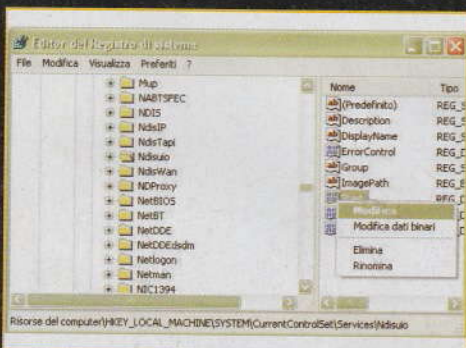 Editor del Registro di sistema
File Modifica Visualizza Preferiti ?
Mup
NABTSPEC
NDIS
NdisIP
NdisTapi
Ndisuio
NdisWan
NDProxy
NetBIOS
NetBT
NetDDE
NetDDEdsdm
Netlogon
Netman
NIC1394
Nome Tipo
(Predefinito) REG_S
Description REG_S
DisplayName REG_S
ErrorControl REG_D
Group REG_S
ImagePath REG_E
REG_D
Modifica
Modifica dati binari
Elimina
Rinomina
Risorse del computer\HKEY_LOCAL_MACHINE\SYSTEM\CurrentControlSet\Services\Ndisuio